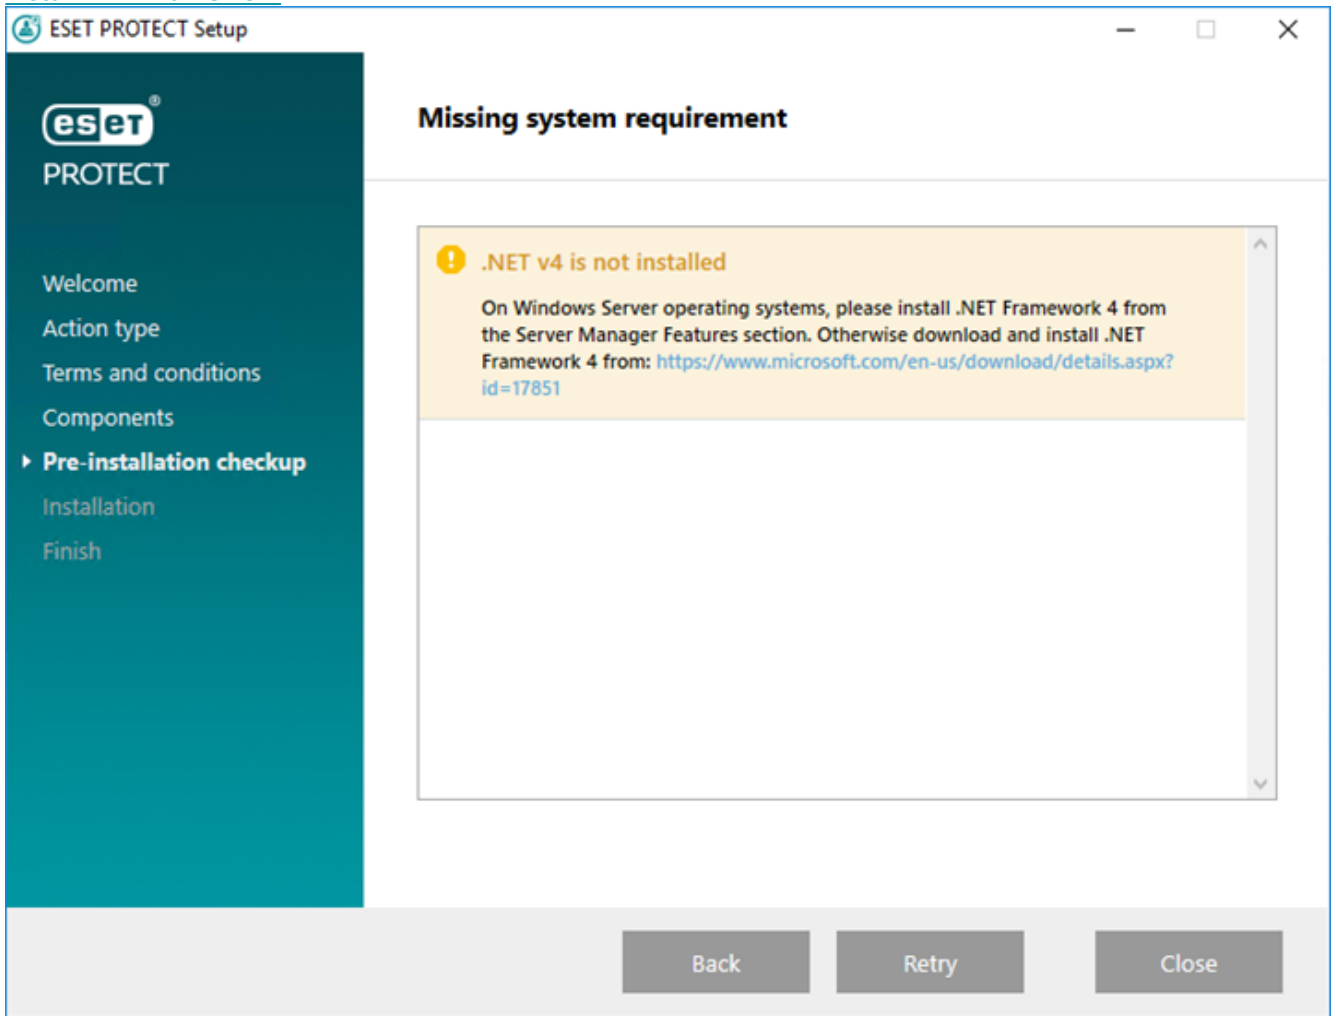 ESET PROTECT Setup
eset®
PROTECT
Welcome
Action type
Terms and conditions
Components
Pre-installation checkup
Installation
Finish
Missing system requirement
.NET v4 is not installed
On Windows Server operating systems, please install .NET Framework 4 from
the Server Manager Features section. Otherwise download and install .NET
Framework 4 from: https://www.microsoft.com/en-us/download/details.aspx?
id=17851
Back
Retry
Close